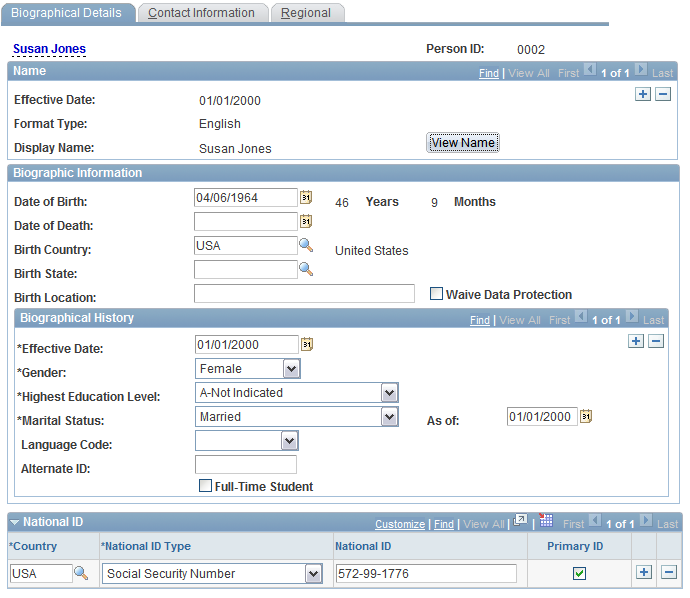 Biographical Details Contact Information Regional
Susan Jones Person ID: 0002
Name Find | View All First 1 of 1 Last
Effective Date: 01/01/2000
Format Type: English
Display Name: Susan Jones View Name
Biographic Information
Date of Birth: 04/06/1964 31 46 Years 9 Months
Date of Death: 31
Birth Country: USA United States
Birth State:
Birth Location: Waive Data Protection
Biographical History Find | View All First 1 of 1 Last
*Effective Date: 01/01/2000 31
*Gender: Female
*Highest Education Level: A-Not Indicated
*Marital Status: Married As of: 01/01/2000 31
Language Code:
Alternate ID:
Full-Time Student
National ID Customize | Find | View All | | First 1 of 1 Last
*Country *National ID Type National ID Primary ID
USA Social Security Number 572-99-1776